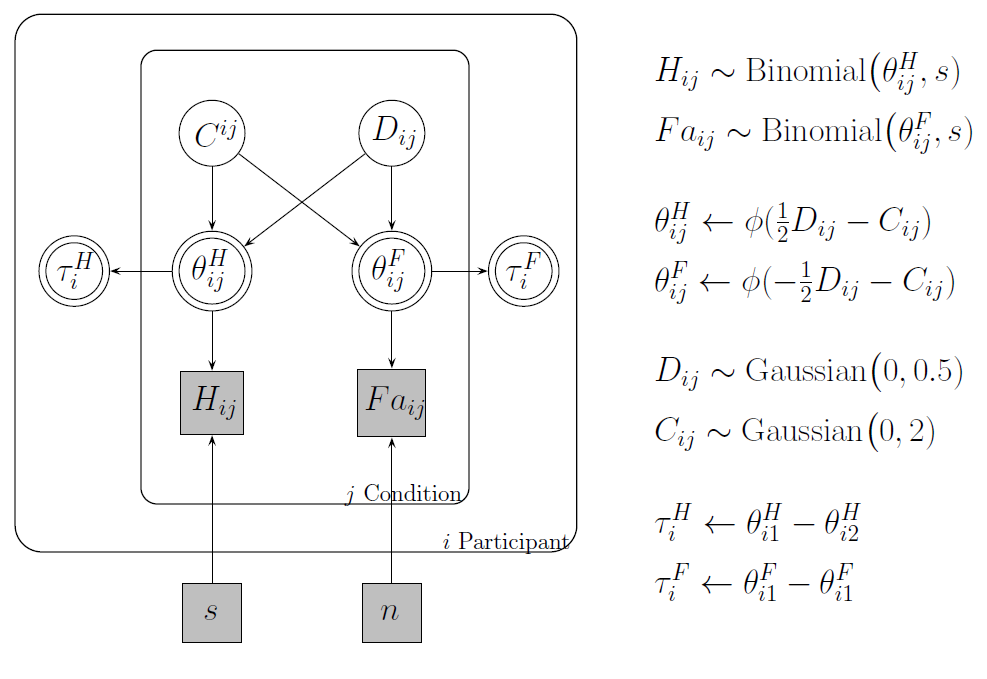 C^{ij} D_{ij}
τ_i^H θ_{ij}^H θ_{ij}^F τ_i^F
H_{ij} Fa_{ij}
j Condition
i Participant
s n
H_{ij} ∼ Binomial(θ_{ij}^H, s)
Fa_{ij} ∼ Binomial(θ_{ij}^F, s)
θ_{ij}^H ← ϕ(½D_{ij} − C_{ij})
θ_{ij}^F ← ϕ(−½D_{ij} − C_{ij})
D_{ij} ∼ Gaussian(0, 0.5)
C_{ij} ∼ Gaussian(0, 2)
τ_i^H ← θ_{i1}^H − θ_{i2}^H
τ_i^F ← θ_{i1}^F − θ_{i1}^F